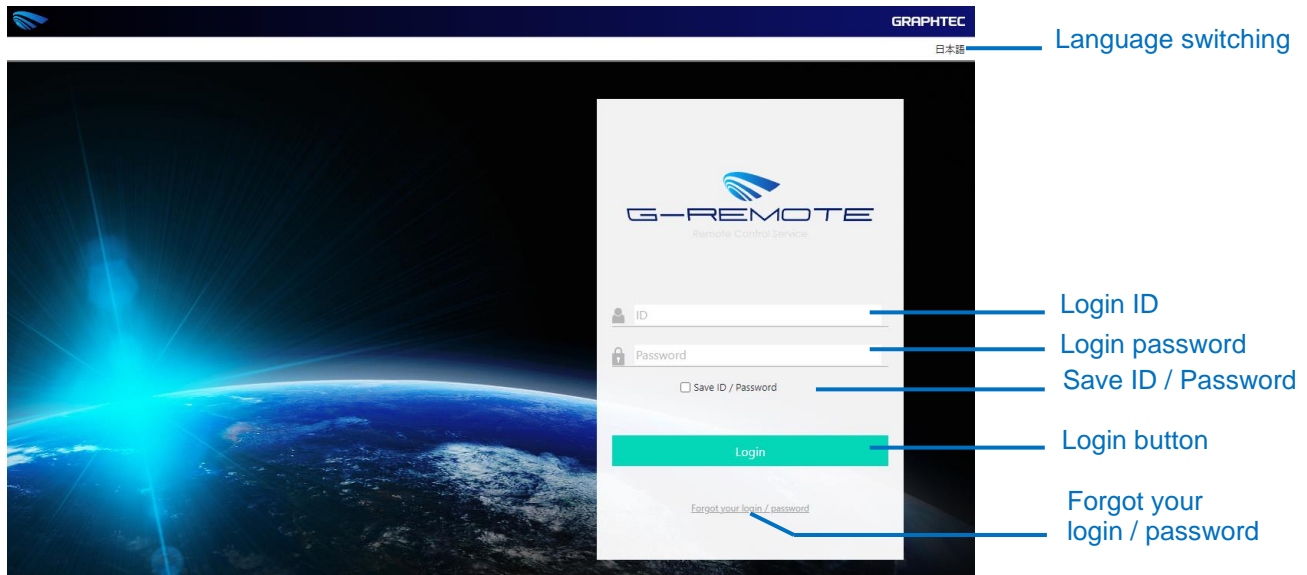 GRAPHTEC
日本語
Language switching
G-REMOTE
Remote Control Service
ID
Login ID
Password
Login password
Save ID / Password
Save ID / Password
Login
Login button
Forgot your login / password
Forgot your
login / password